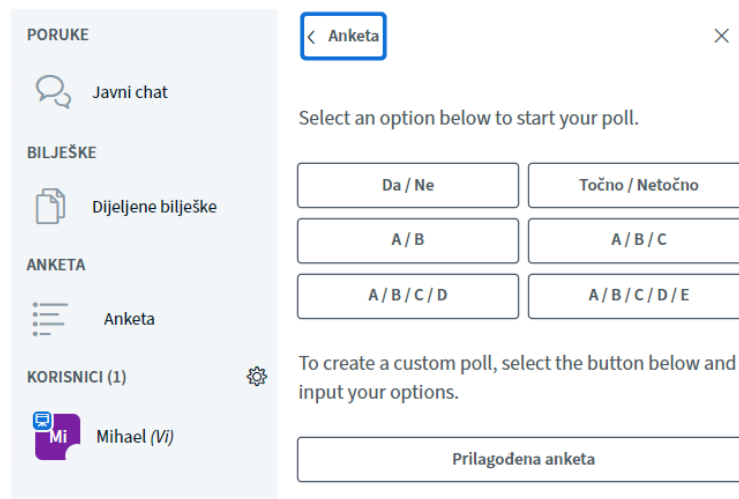 PORUKE
Javni chat
BILJEŠKE
Dijeljene bilješke
ANKETA
Anketa
KORISNICI (1)
Mi
Mihael (Vi)
Anketa
Select an option below to start your poll.
Da / Ne
Točno / Netočno
A / B
A / B / C
A / B / C / D
A / B / C / D / E
To create a custom poll, select the button below and
input your options.
Prilagođena anketa